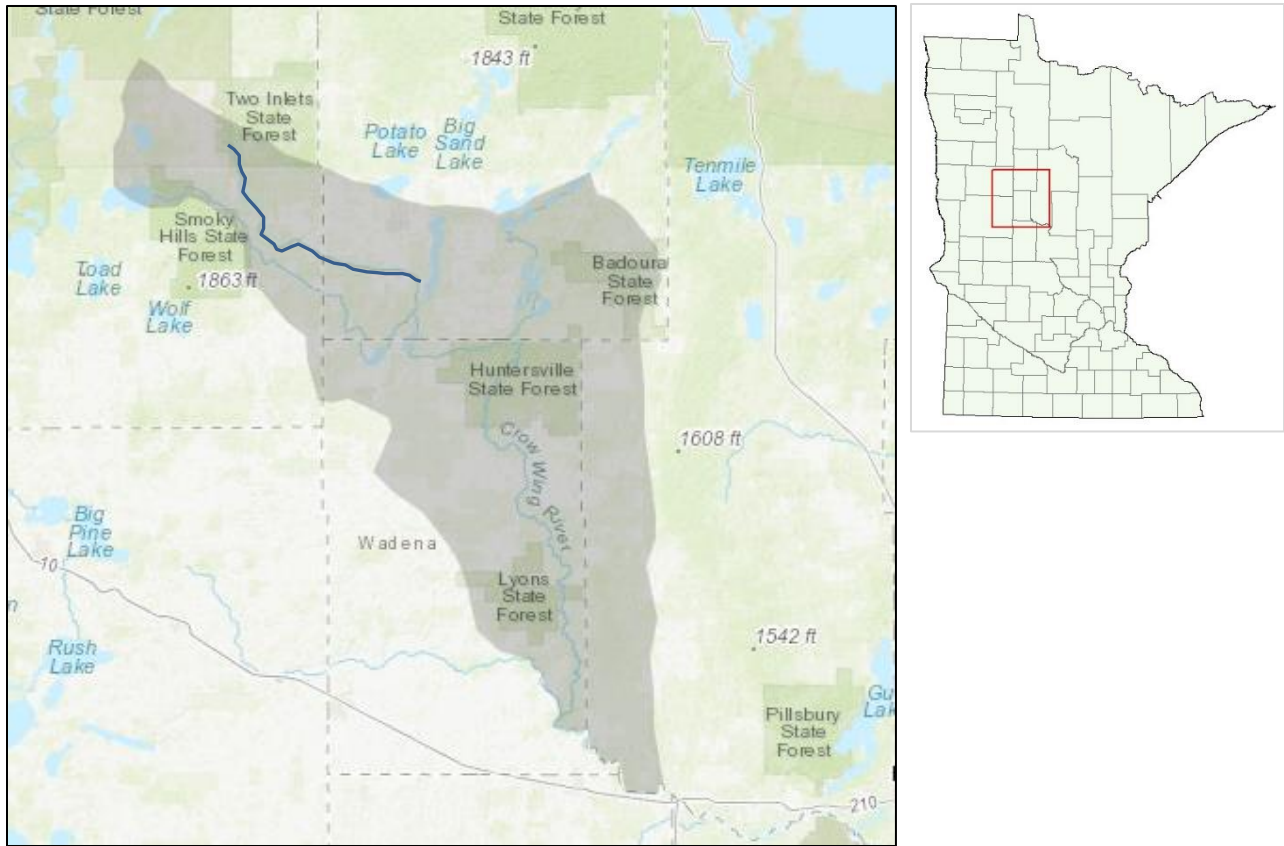 State Forest
State Forest
1843 ft
Two Inlets
State
Forest
Potato
Lake
Big
Sand
Lake
Tenmile
Lake
Smoky
Hills State
Forest
1863 ft
Toad
Lake
Wolf
Lake
Badoura
State
Forest
Huntersville
State Forest
1608 ft
Crow Wing
River
Big
Pine
Lake
10
Wadena
Lyons
State
Forest
Rush
Lake
1542 ft
Pillsbury
State
Forest
210